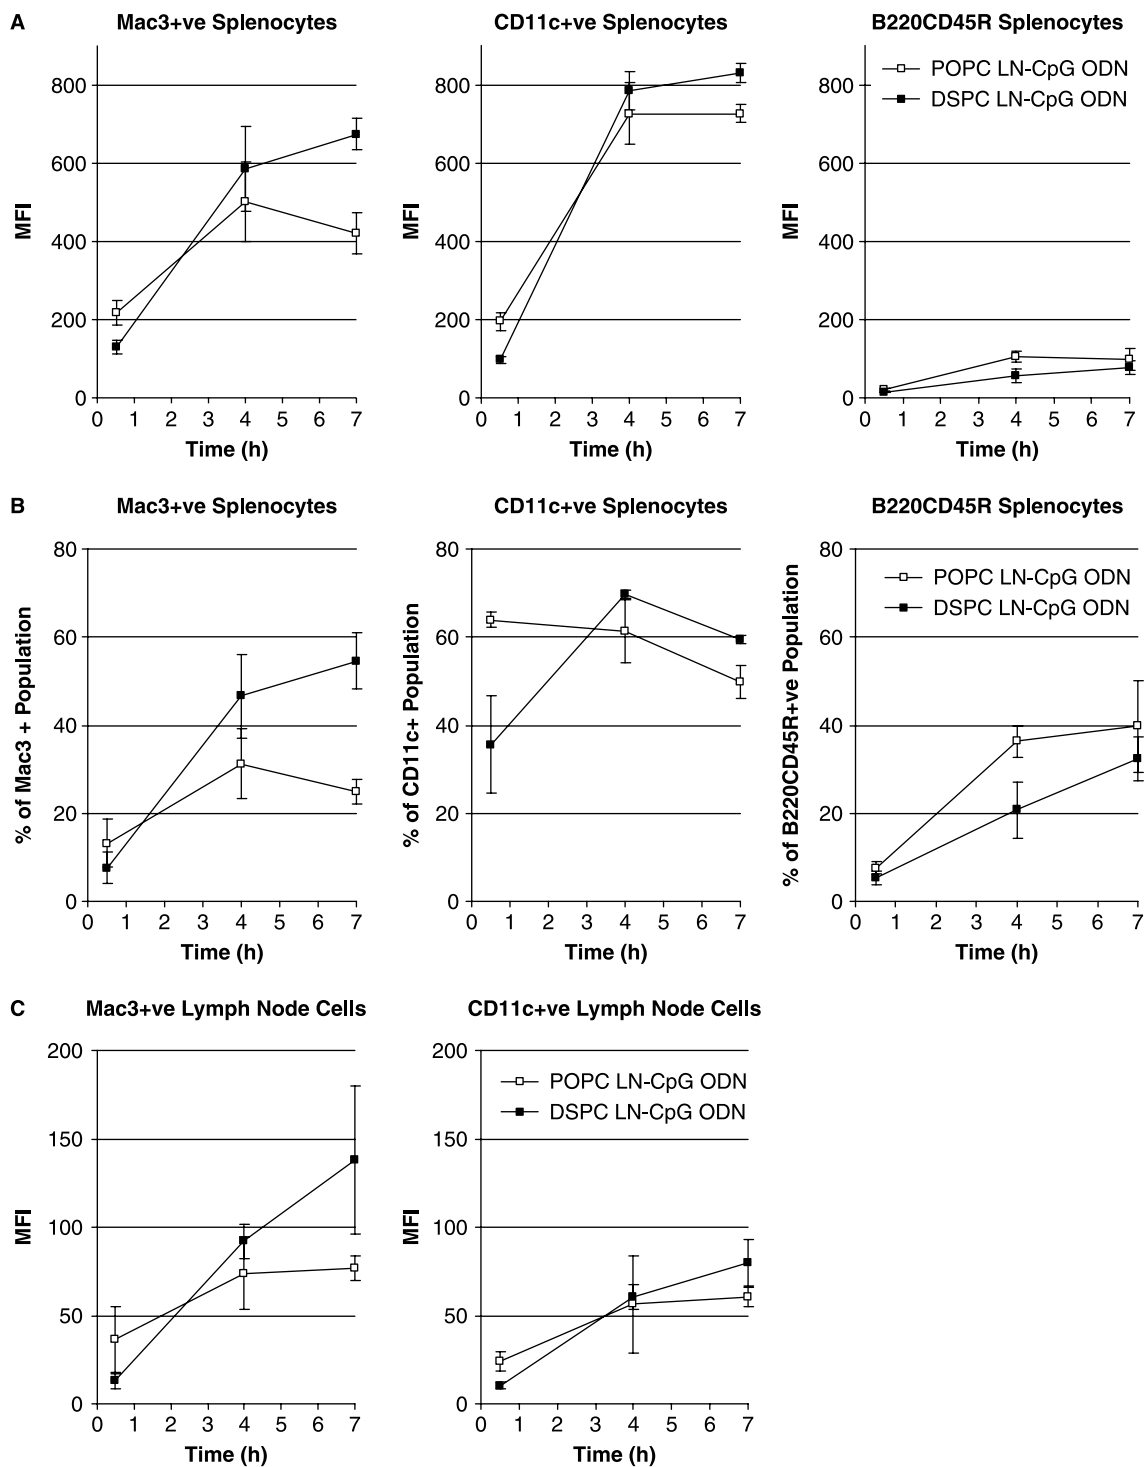 A
Mac3+ve Splenocytes
CD11c+ve Splenocytes
B220CD45R Splenocytes
MFI
800
600
400
200
0
0 1 2 3 4 5 6 7
Time (h)
MFI
800
600
400
200
0
0 1 2 3 4 5 6 7
Time (h)
MFI
800
600
400
200
0
0 1 2 3 4 5 6 7
Time (h)
POPC LN-CpG ODN
DSPC LN-CpG ODN
B
Mac3+ve Splenocytes
CD11c+ve Splenocytes
B220CD45R Splenocytes
% of Mac3 + Population
80
60
40
20
0
0 1 2 3 4 5 6 7
Time (h)
% of CD11c+ Population
80
60
40
20
0
0 1 2 3 4 5 6 7
Time (h)
% of B220CD45R+ve Population
80
60
40
20
0
0 1 2 3 4 5 6 7
Time (h)
POPC LN-CpG ODN
DSPC LN-CpG ODN
C
Mac3+ve Lymph Node Cells
CD11c+ve Lymph Node Cells
MFI
200
150
100
50
0
0 1 2 3 4 5 6 7
Time (h)
MFI
200
150
100
50
0
0 1 2 3 4 5 6 7
Time (h)
POPC LN-CpG ODN
DSPC LN-CpG ODN